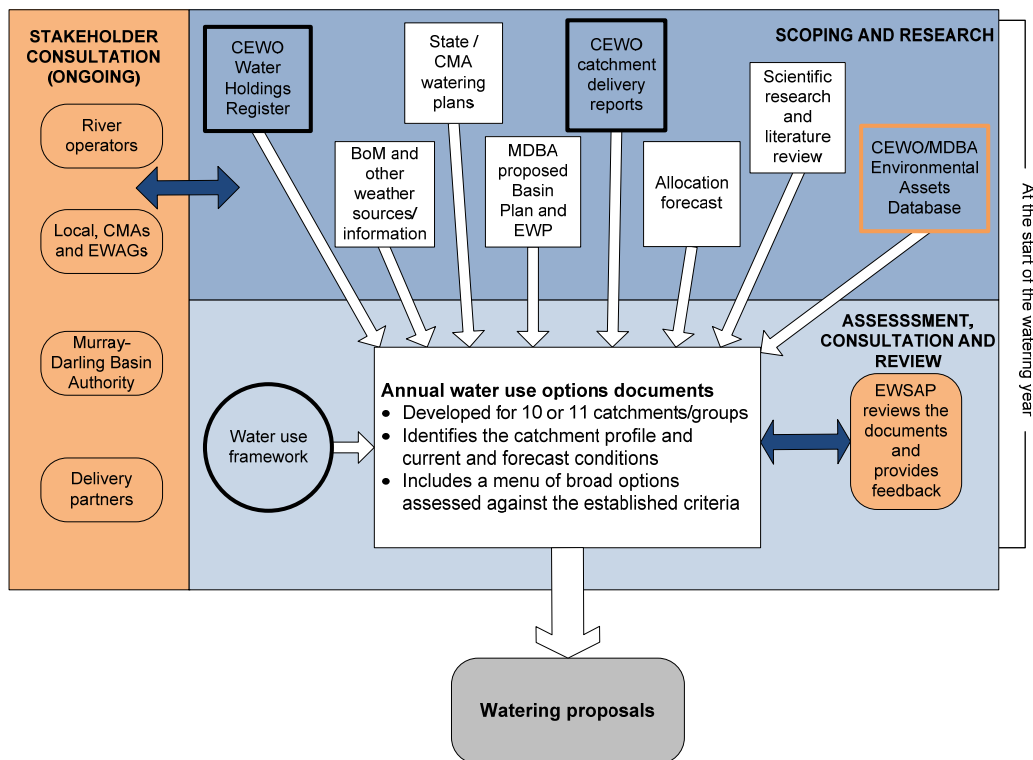 STAKEHOLDER
CONSULTATION
(ONGOING)
River
operators
Local, CMAs
and EWAGs
Murray-
Darling Basin
Authority
Delivery
partners
SCOPING AND RESEARCH
CEWO
Water
Holdings
Register
BoM and
other
weather
sources/
information
State /
CMA
watering
plans
MDBA
proposed
Basin
Plan and
EWP
CEWO
catchment
delivery
reports
Allocation
forecast
Scientific
research
and
literature
review
CEWO/MDBA
Environmental
Assets
Database
At the start of the watering year
ASSESSSMENT,
CONSULTATION AND
REVIEW
Water use
framework
Annual water use options documents
• Developed for 10 or 11 catchments/groups
• Identifies the catchment profile and
current and forecast conditions
• Includes a menu of broad options
assessed against the established criteria
EWSAP
reviews the
documents
and
provides
feedback
Watering proposals